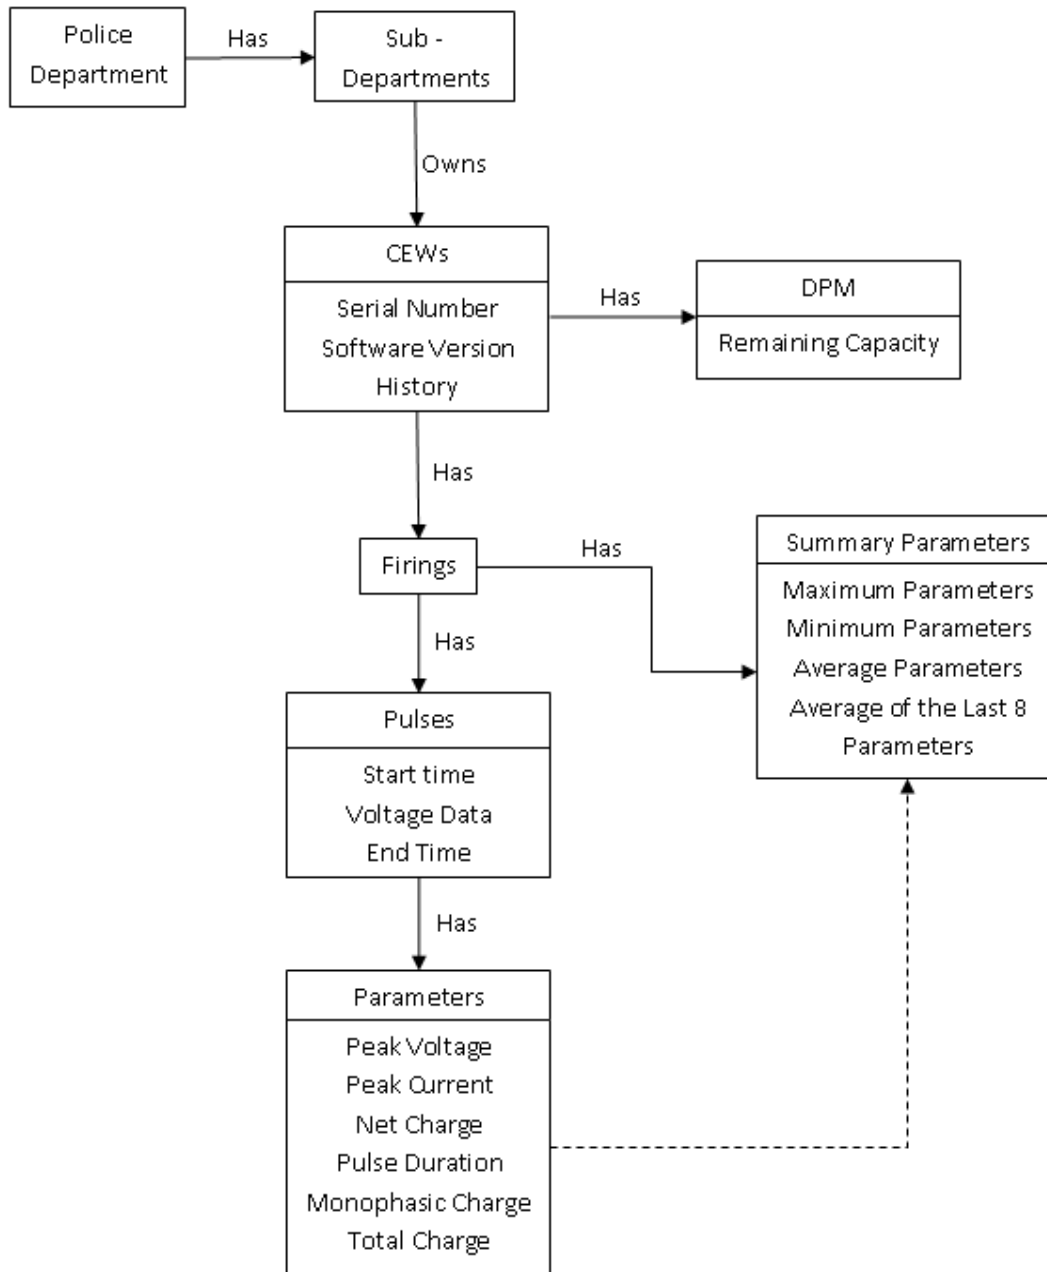 Police
Department
Has
Sub -
Departments
Owns
CEWs
Serial Number
Software Version
History
Has
DPM
Remaining Capacity
Has
Firings
Has
Summary Parameters
Maximum Parameters
Minimum Parameters
Average Parameters
Average of the Last 8
Parameters
Has
Pulses
Start time
Voltage Data
End Time
Has
Parameters
Peak Voltage
Peak Current
Net Charge
Pulse Duration
Monophasic Charge
Total Charge